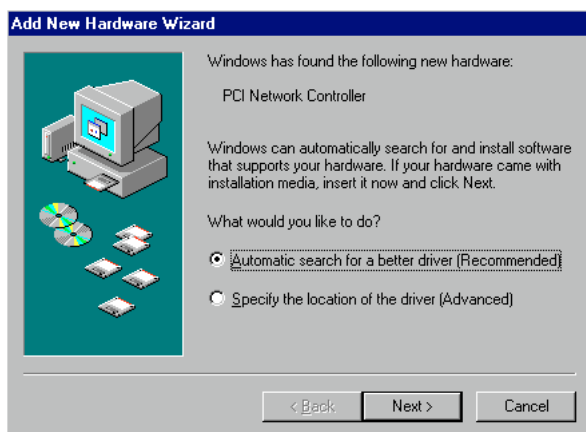 Add New Hardware Wizard
Windows has found the following new hardware:
PCI Network Controller
Windows can automatically search for and install software
that supports your hardware. If your hardware came with
installation media, insert it now and click Next.
What would you like to do?
Automatic search for a better driver (Recommended)
Specify the location of the driver (Advanced)
< Back
Next >
Cancel